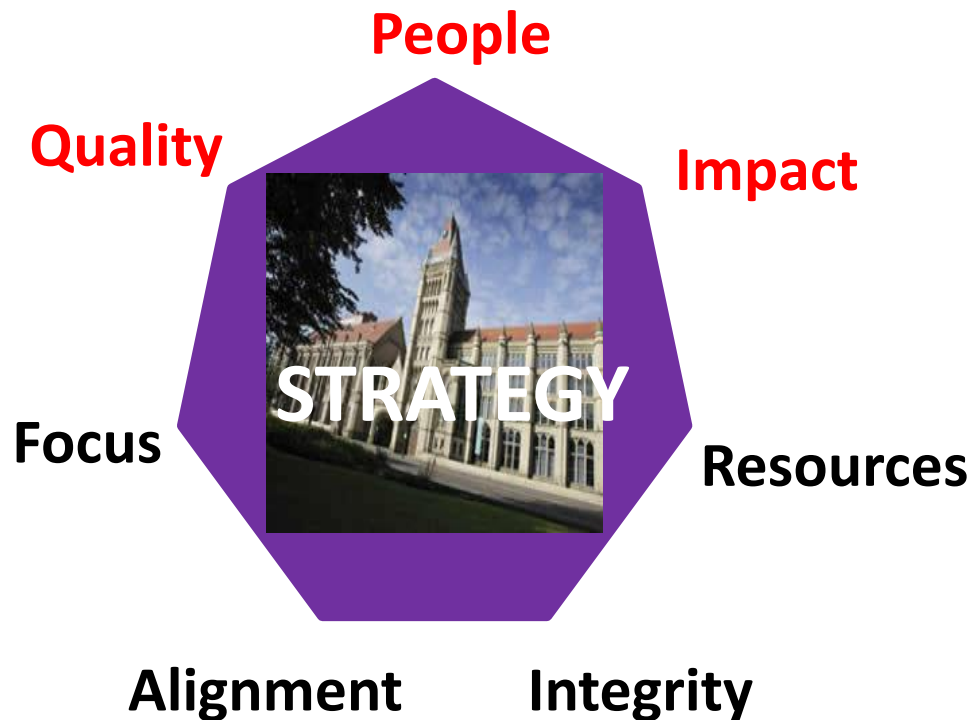 People
Quality
Impact
STRATEGY
Focus
Resources
Alignment
Integrity